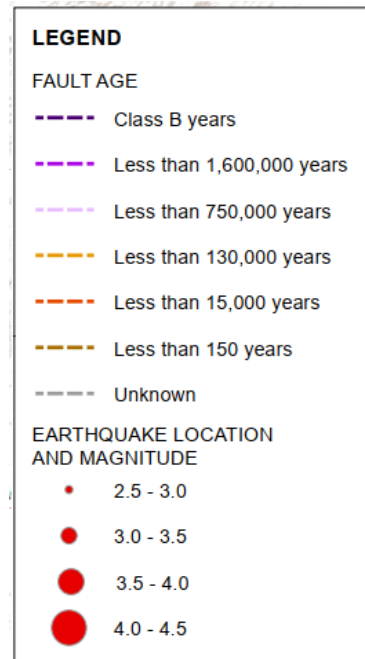 LEGEND
FAULT AGE
Class B years
Less than 1,600,000 years
Less than 750,000 years
Less than 130,000 years
Less than 15,000 years
Less than 150 years
Unknown
EARTHQUAKE LOCATION
AND MAGNITUDE
2.5 - 3.0
3.0 - 3.5
3.5 - 4.0
4.0 - 4.5